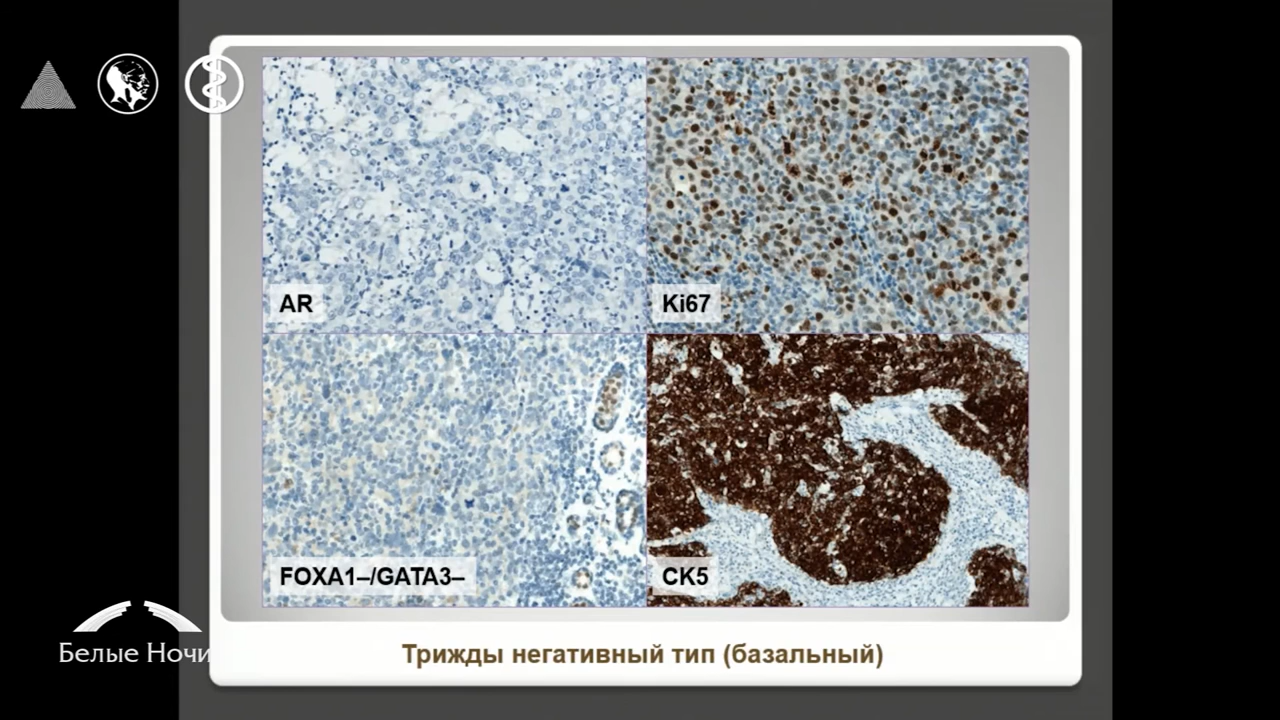 AR
Ki67
FOXA1–/GATA3–
CK5
Белые Ночи
Трижды негативный тип (базальный)